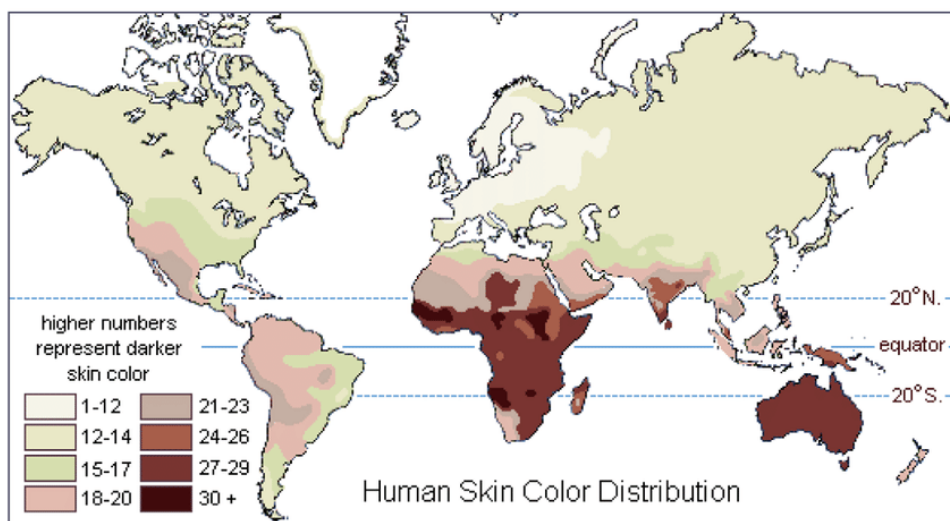 20°N.
higher numbers
represent darker
skin color
equator
1-12
21-23
20°S.
12-14
24-26
15-17
27-29
18-20
30 +
Human Skin Color Distribution